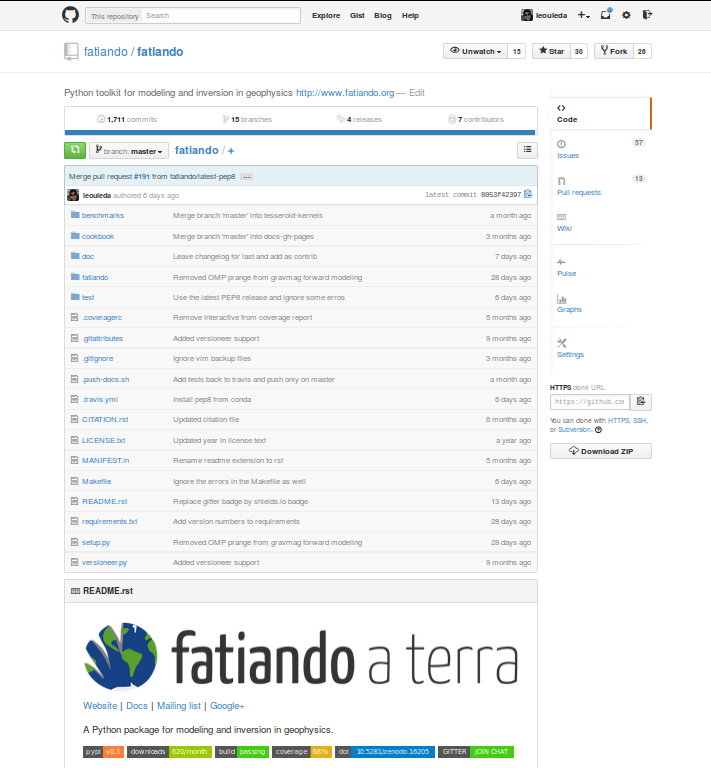 This repository Search Explore Gist Blog Help leouieda
fatiando / fatiando Unwatch 15 Star 30 Fork 26
Python toolkit for modeling and inversion in geophysics http://www.fatiando.org — Edit
1,711 commits 15 branches 4 releases 7 contributors
branch: master fatiando / +
Merge pull request #191 from fatiando/latest-pep8 ...
leouieda authored 6 days ago latest commit 8053f42397
benchmarks Merge branch 'master' into tesseroid-kernels a month ago
cookbook Merge branch 'master' into docs-gh-pages 3 months ago
doc Leave changelog for last and add as contrib 7 days ago
fatiando Removed OMP prange from gravmag forward modeling 28 days ago
test Use the latest PEP8 release and ignore some erros 6 days ago
.coveragerc Remove interactive from coverage report 5 months ago
.gitattributes Added versioneer support 9 months ago
.gitignore Ignore vim backup files 3 months ago
.push-docs.sh Add tests back to travis and push only on master a month ago
.travis.yml Install pep8 from conda 6 days ago
CITATION.rst Updated citation file 6 months ago
LICENSE.txt Updated year in license text a year ago
MANIFEST.in Rename readme extension to rst 5 months ago
Makefile Ignore the errors in the Makefile as well 6 days ago
README.rst Replace gitter badge by shields.io badge 13 days ago
requirements.txt Add version numbers to requirements 28 days ago
setup.py Removed OMP prange from gravmag forward modeling 28 days ago
versioneer.py Added versioneer support 9 months ago
Code
Issues 57
Pull requests 13
Wiki
Pulse
Graphs
Settings
HTTPS clone URL
https://github.co
You can clone with HTTPS, SSH,
or Subversion.
Download ZIP
README.rst
fatiando a terra
Website | Docs | Mailing list | Google+
A Python package for modeling and inversion in geophysics.
pypi v0.3 downloads 620/month build passing coverage 68% doi 10.5281/zenodo.16205 GITTER JOIN CHAT